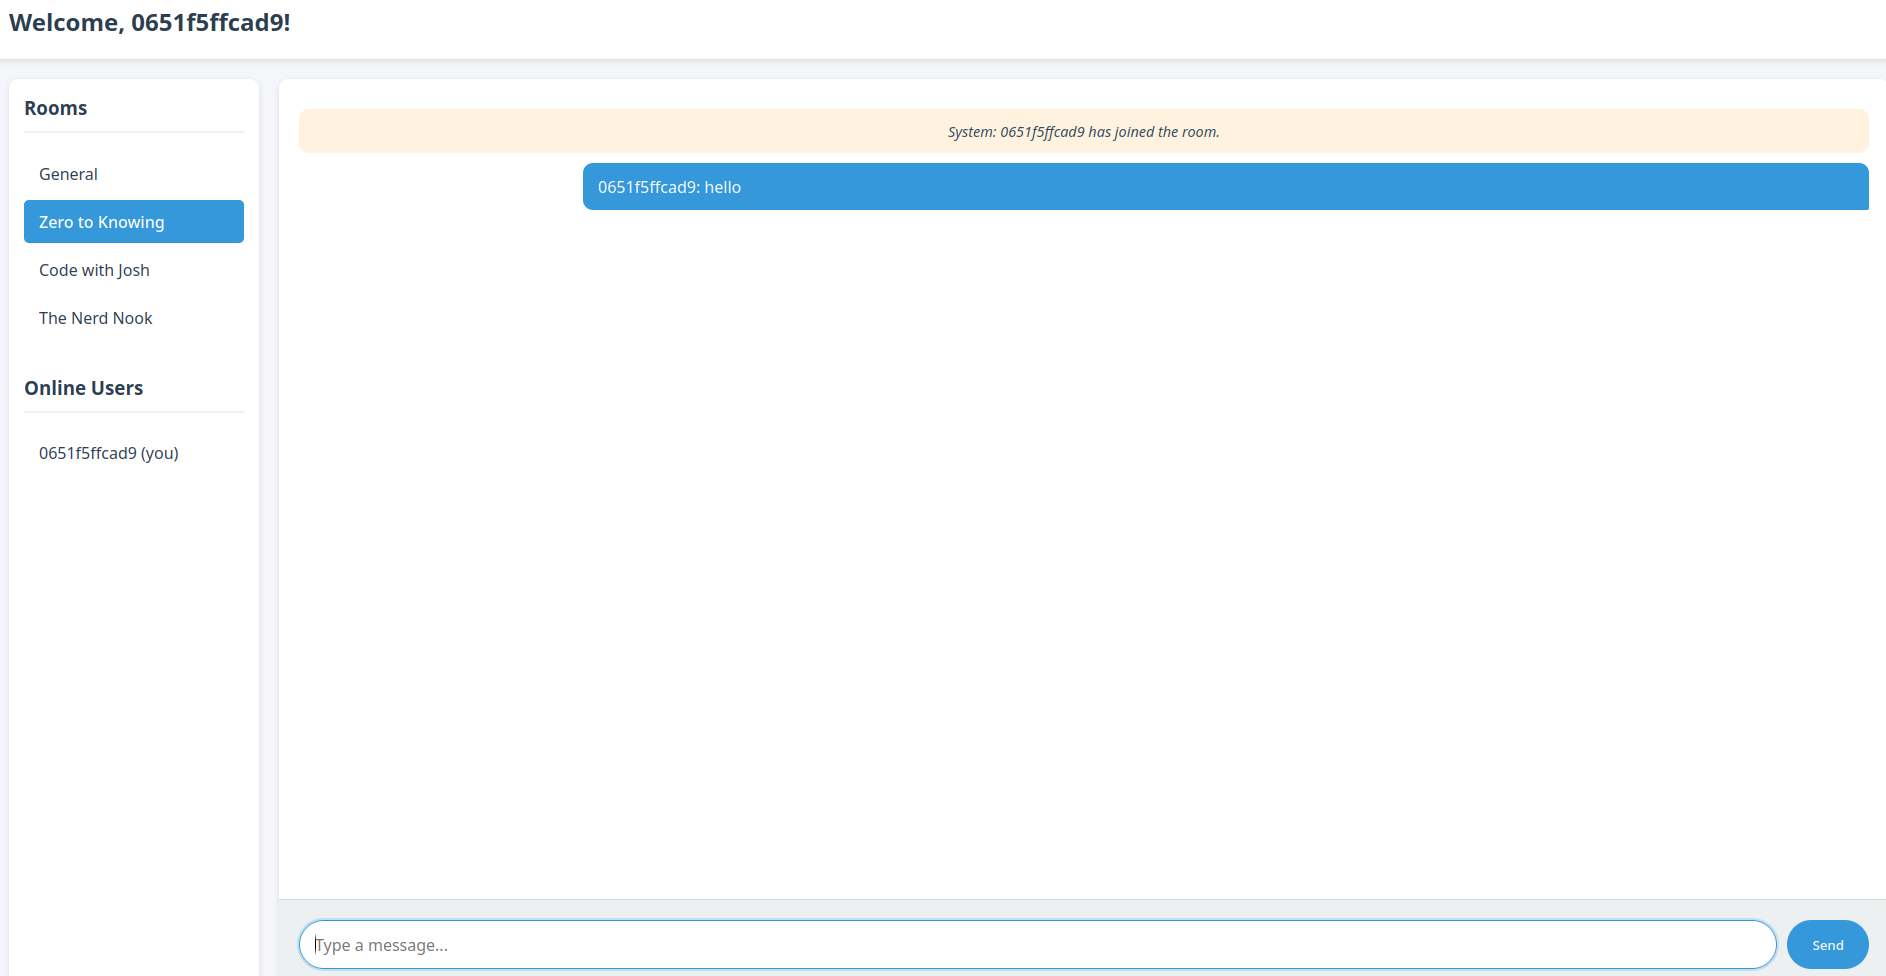 Welcome, 0651f5ffcad9!
Rooms
General
Zero to Knowing
Code with Josh
The Nerd Nook
Online Users
0651f5ffcad9 (you)
System: 0651f5ffcad9 has joined the room.
0651f5ffcad9: hello
Type a message...
Send